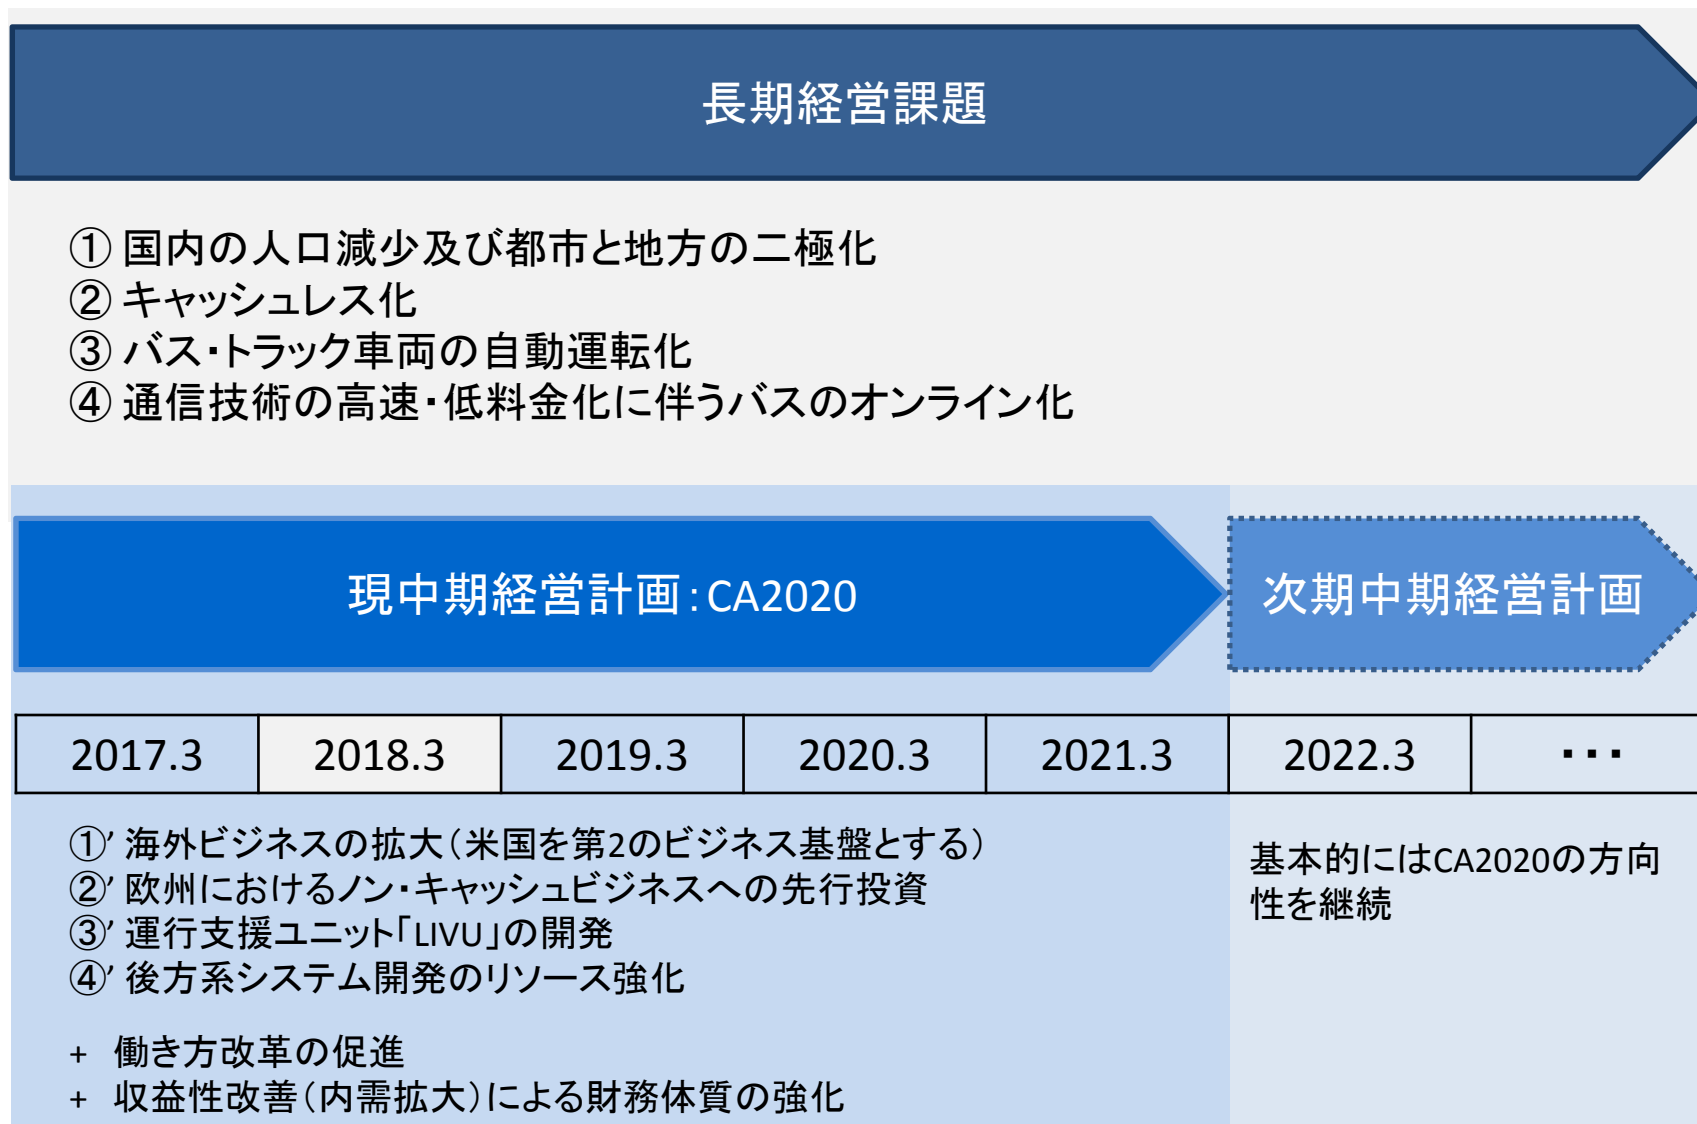 長期経営課題
① 国内の人口減少及び都市と地方の二極化
② キャッシュレス化
③ バス・トラック車両の自動運転化
④ 通信技術の高速・低料金化に伴うバスのオンライン化
現中期経営計画：CA2020
次期中期経営計画
2017.3 2018.3 2019.3 2020.3 2021.3 2022.3 ・・・
①’ 海外ビジネスの拡大（米国を第2のビジネス基盤とする）
②’ 欧州におけるノン・キャッシュビジネスへの先行投資
③’ 運行支援ユニット「LIVU」の開発
④’ 後方系システム開発のリソース強化
+ 働き方改革の促進
+ 収益性改善（内需拡大）による財務体質の強化
基本的にはCA2020の方向
性を継続